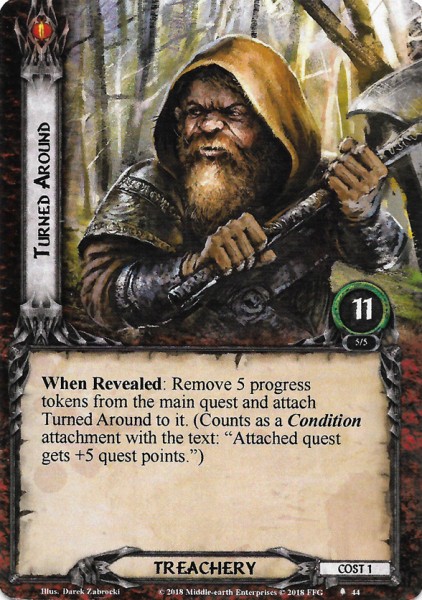 TURNED AROUND
11
5/5
When Revealed: Remove 5 progress
tokens from the main quest and attach
Turned Around to it. (Counts as a Condition
attachment with the text: “Attached quest
gets +5 quest points.”)
TREACHERY
COST 1
Illus. Darek Zabrocki
© 2018 Middle-earth Enterprises © 2018 FFG
44